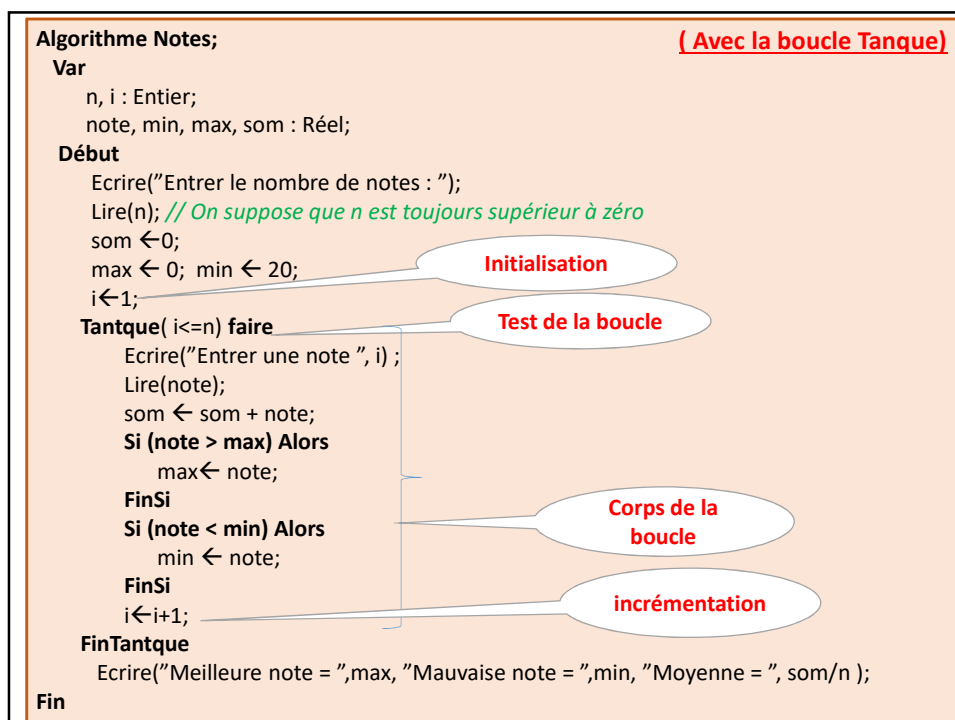 Algorithme Notes; ( Avec la boucle Tanque)
Var
n, i : Entier;
note, min, max, som : Réel;
Début
Ecrire(”Entrer le nombre de notes : ”);
Lire(n); // On suppose que n est toujours supérieur à zéro
som ←0;
max ← 0; min ← 20;
Initialisation
i←1;
Tantque( i<=n) faire
Test de la boucle
Ecrire(”Entrer une note ”, i) ;
Lire(note);
som ← som + note;
Si (note > max) Alors
max← note;
FinSi
Si (note < min) Alors
min ← note;
FinSi
Corps de la
boucle
i←i+1;
incrémentation
FinTantque
Ecrire(”Meilleure note = ”,max, ”Mauvaise note = ”,min, ”Moyenne = ”, som/n );
Fin